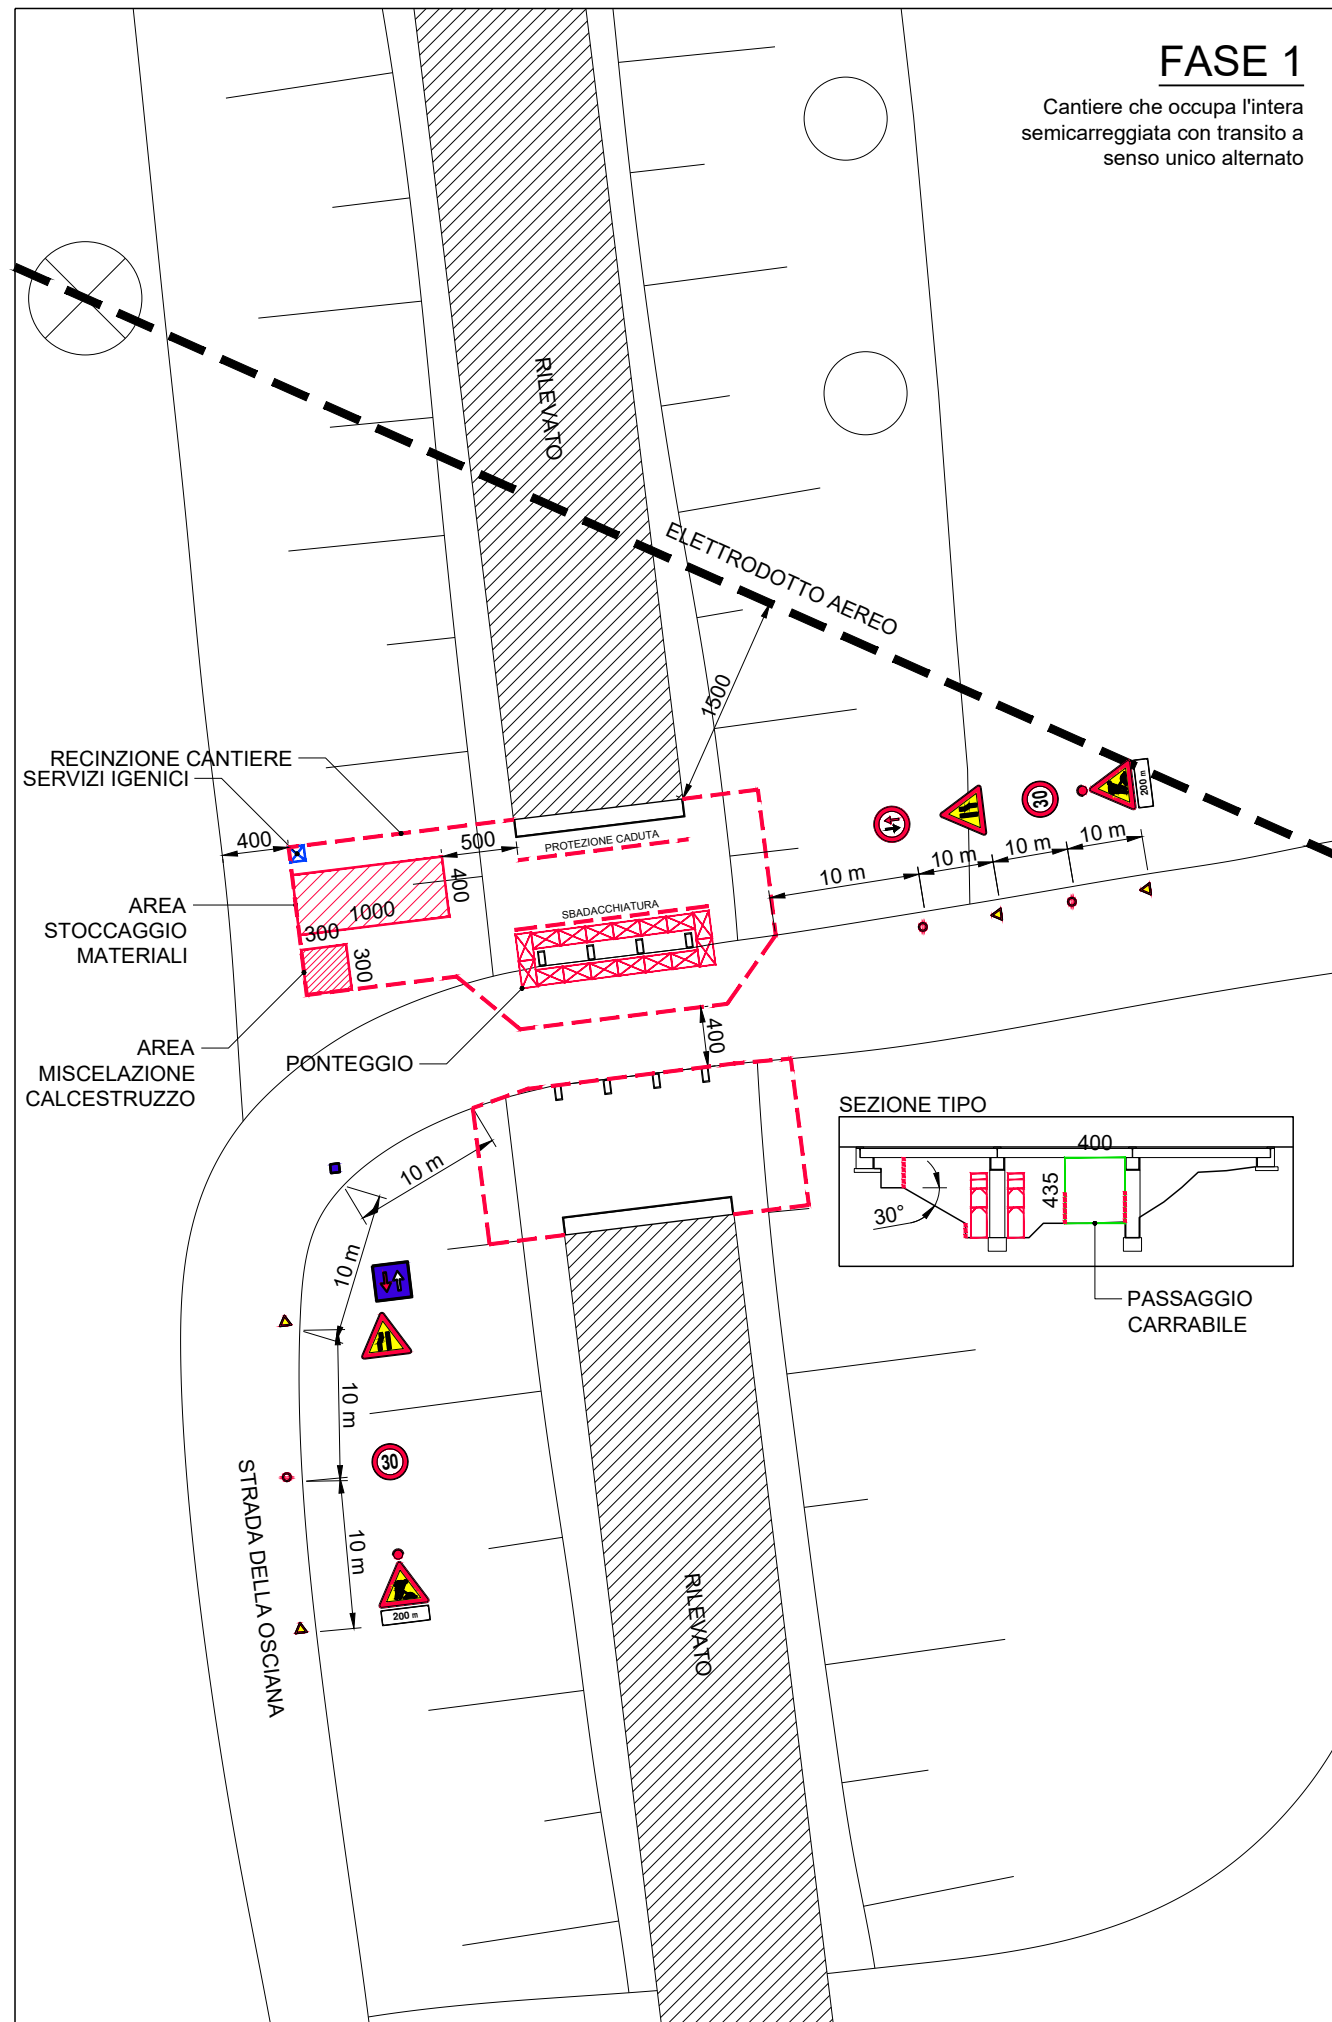 FASE 1
Cantiere che occupa l'intera
semicarreggiata con transito a
senso unico alternato
RILEVATO
ELETTRODOTTO AEREO
1500
RECINZIONE CANTIERE
SERVIZI IGENICI
400
500
PROTEZIONE CADUTA
400
1000
SBADACCHIATURA
300
300
AREA
STOCCAGGIO
MATERIALI
30
200 m
10 m
10 m
10 m
10 m
AREA
MISCELAZIONE
CALCESTRUZZO
PONTEGGIO
400
SEZIONE TIPO
400
435
30°
PASSAGGIO
CARRABILE
10 m
10 m
10 m
30
10 m
200 m
STRADA DELLA OSCIANA
RILEVATO